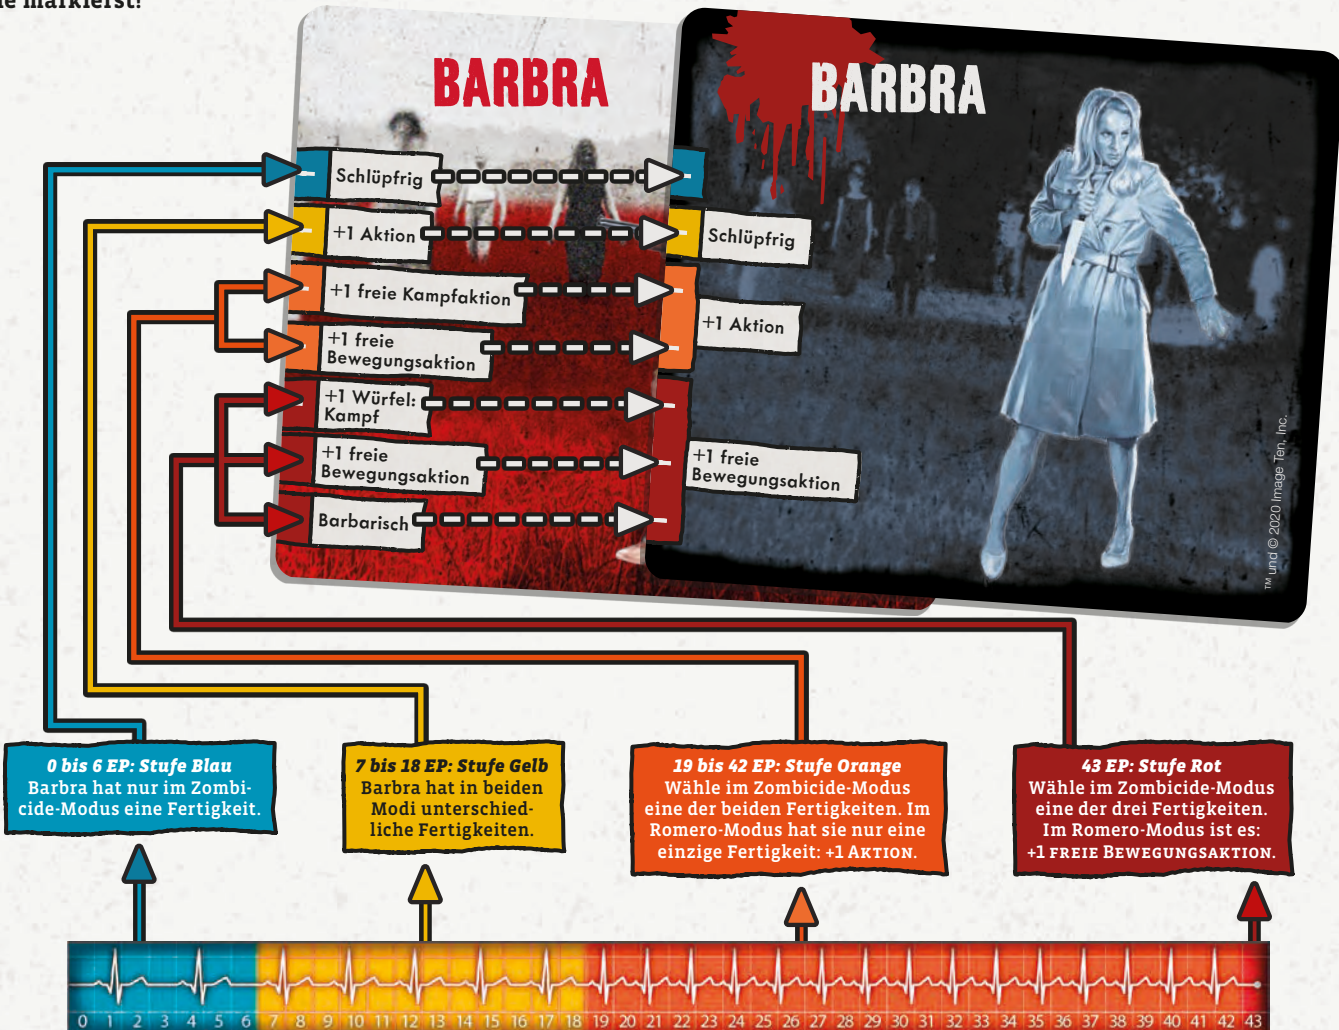 markierst!
BARBRA
Schlüpfrig
+1 Aktion
+1 freie Kampfaktion
+1 freie
Bewegungsaktion
+1 Würfel:
Kampf
+1 freie
Bewegungsaktion
Barbarisch
BARBRA
Schlüpfrig
+1 Aktion
+1 freie
Bewegungsaktion
™ und © 2020 Image Ten, Inc.
0 bis 6 EP: Stufe Blau
Barbra hat nur im Zombi-
cide-Modus eine Fertigkeit.
7 bis 18 EP: Stufe Gelb
Barbra hat in beiden
Modi unterschied-
liche Fertigkeiten.
19 bis 42 EP: Stufe Orange
Wähle im Zombicide-Modus
eine der beiden Fertigkeiten. Im
Romero-Modus hat sie nur eine
einzige Fertigkeit: +1 AKTION.
43 EP: Stufe Rot
Wähle im Zombicide-Modus
eine der drei Fertigkeiten.
Im Romero-Modus ist es:
+1 FREIE BEWEGUNGSAKTION.
0 1 2 3 4 5 6 7 8 9 10 11 12 13 14 15 16 17 18 19 20 21 22 23 24 25 26 27 28 29 30 31 32 33 34 35 36 37 38 39 40 41 42 43